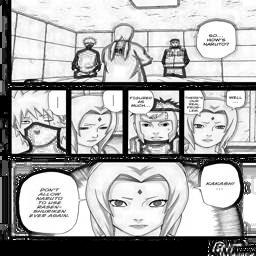 SO...
HOW'S
NARUTO?
FIGURED
AS
MUCH...
WELL
KAKASHI
...
DON'T
ALLOW
NARUTO
TO USE
RASEN-
SHURIKEN
EVER AGAIN.